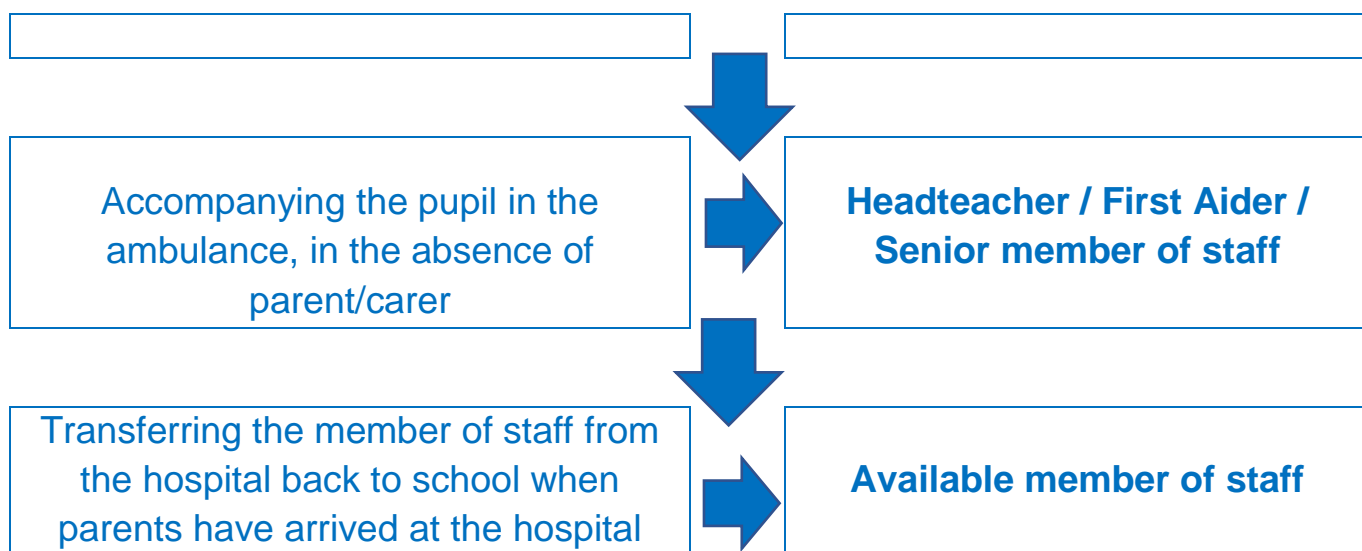 Accompanying the pupil in the
ambulance, in the absence of
parent/carer
Headteacher / First Aider /
Senior member of staff
Transferring the member of staff from
the hospital back to school when
parents have arrived at the hospital
Available member of staff